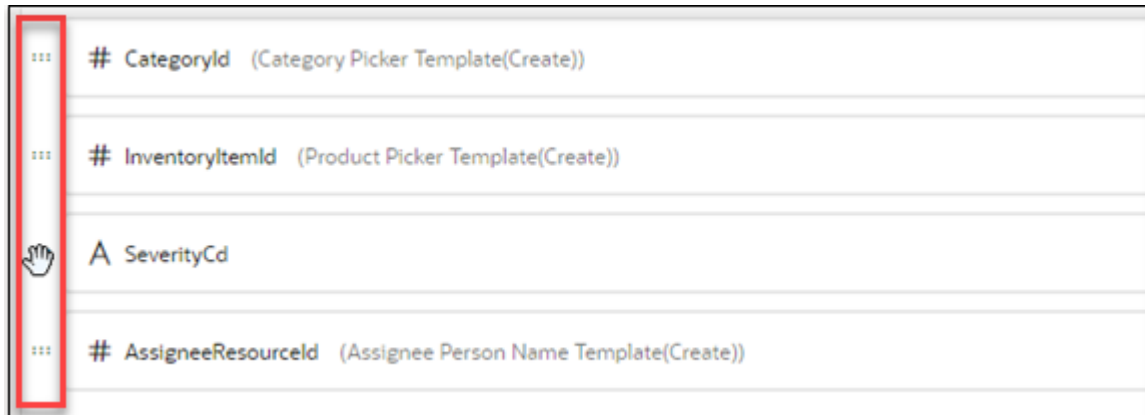 # CategoryId (Category Picker Template(Create))
# InventoryItemId (Product Picker Template(Create))
A SeverityCd
# AssigneeResourceId (Assignee Person Name Template(Create))